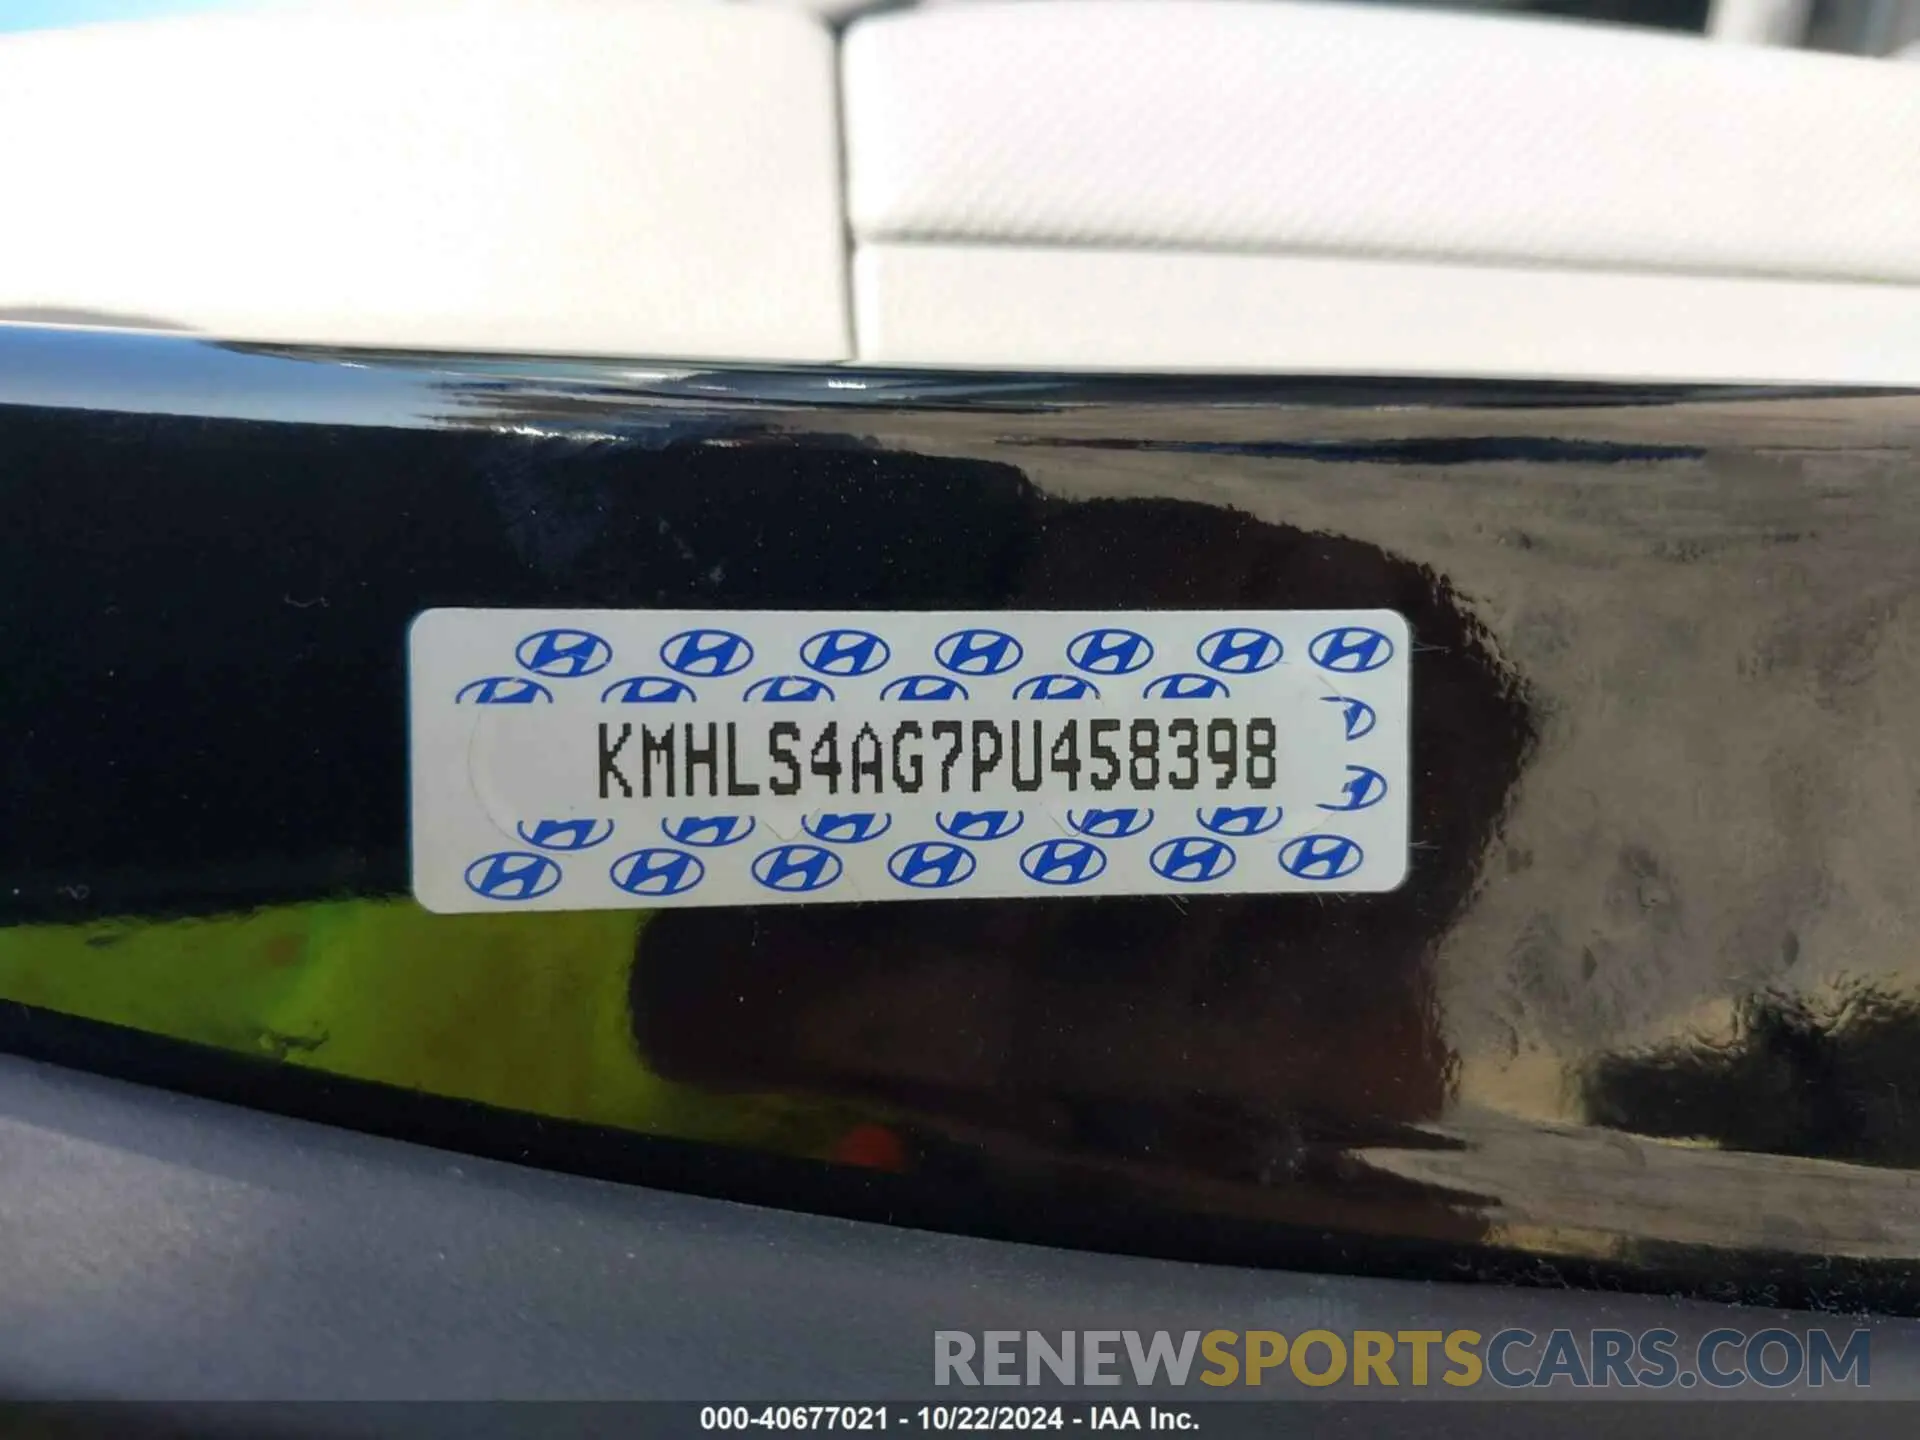 KMHLS4AG7PU458398
RENEWSPORTSCARS.COM
000-40677021 - 10/22/2024 - IAA Inc.